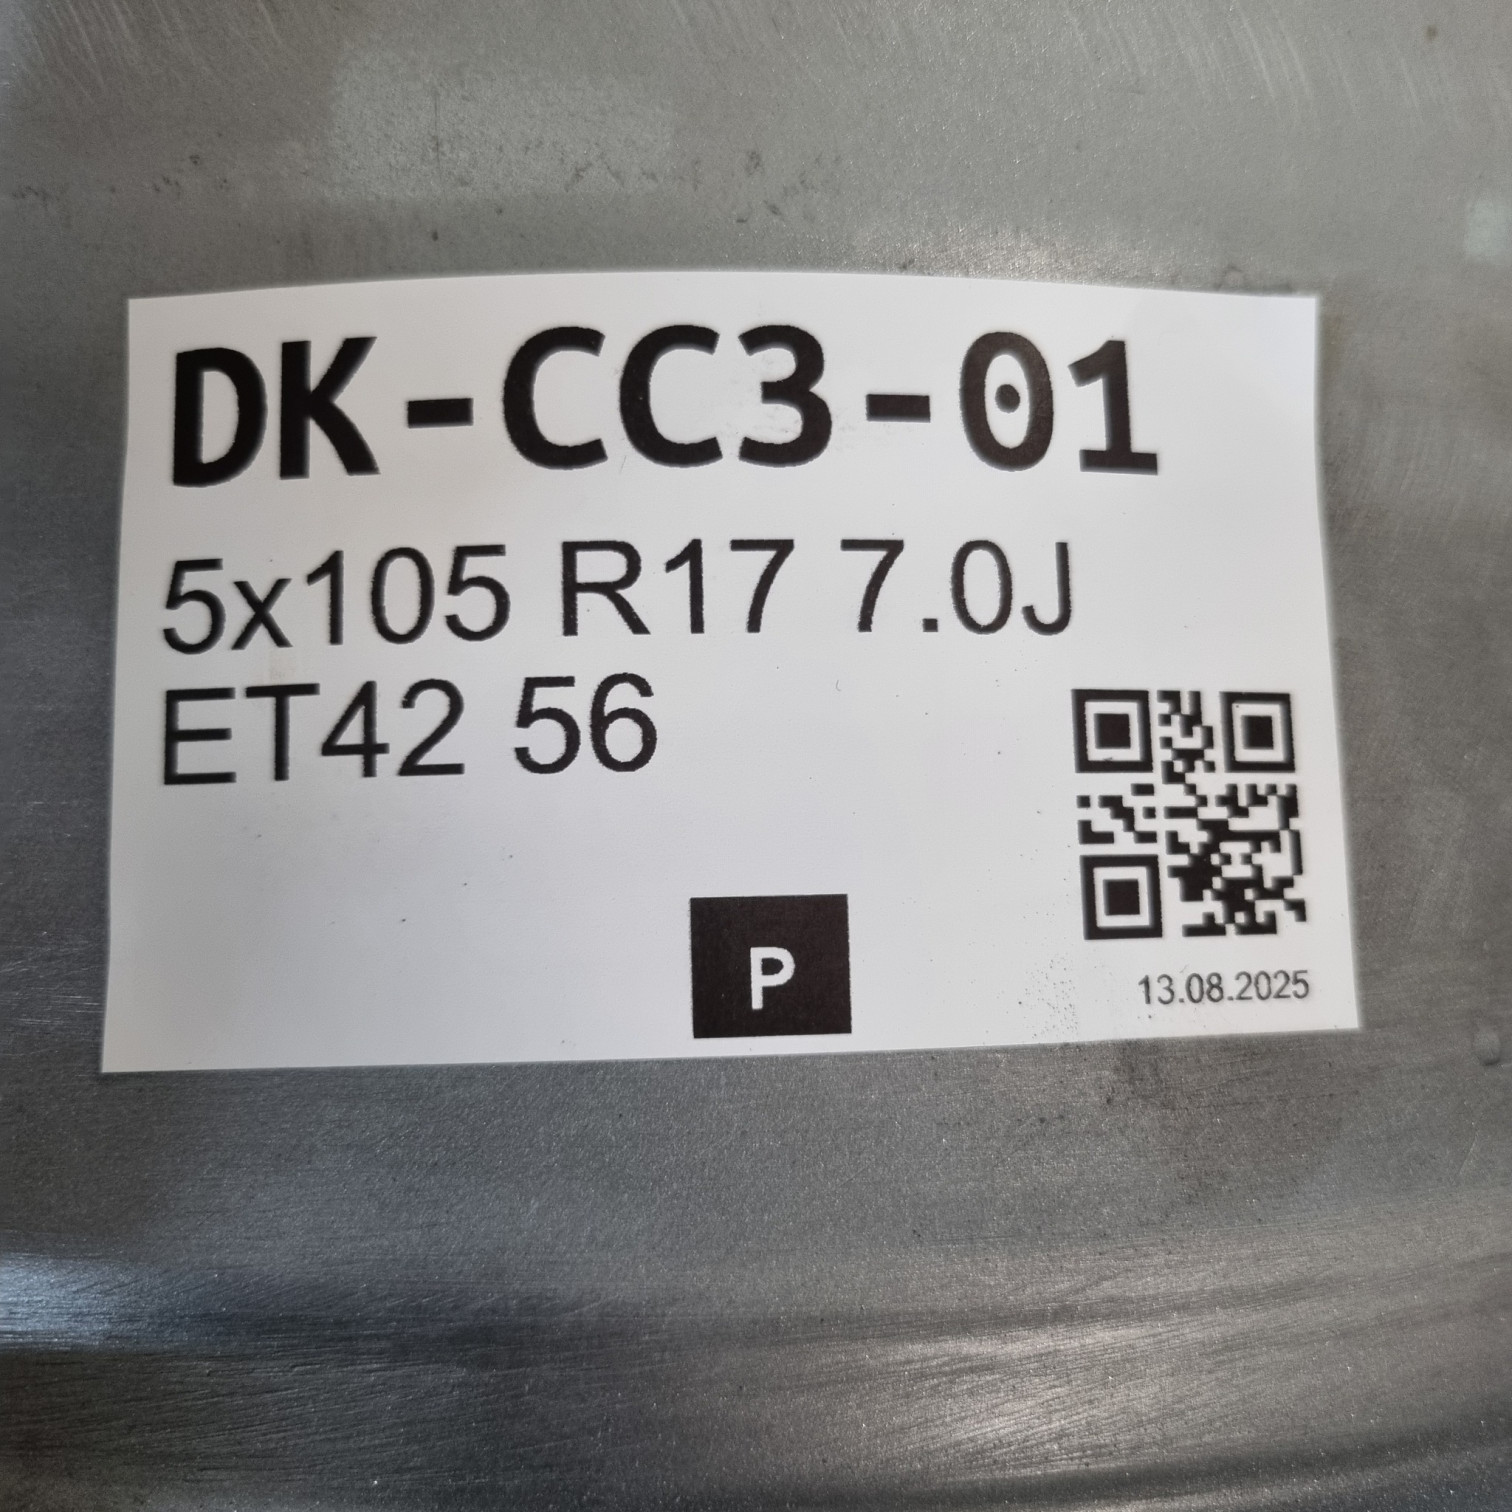 DK-CC3-01
5x105 R17 7.0J
ET42 56
P
13.08.2025